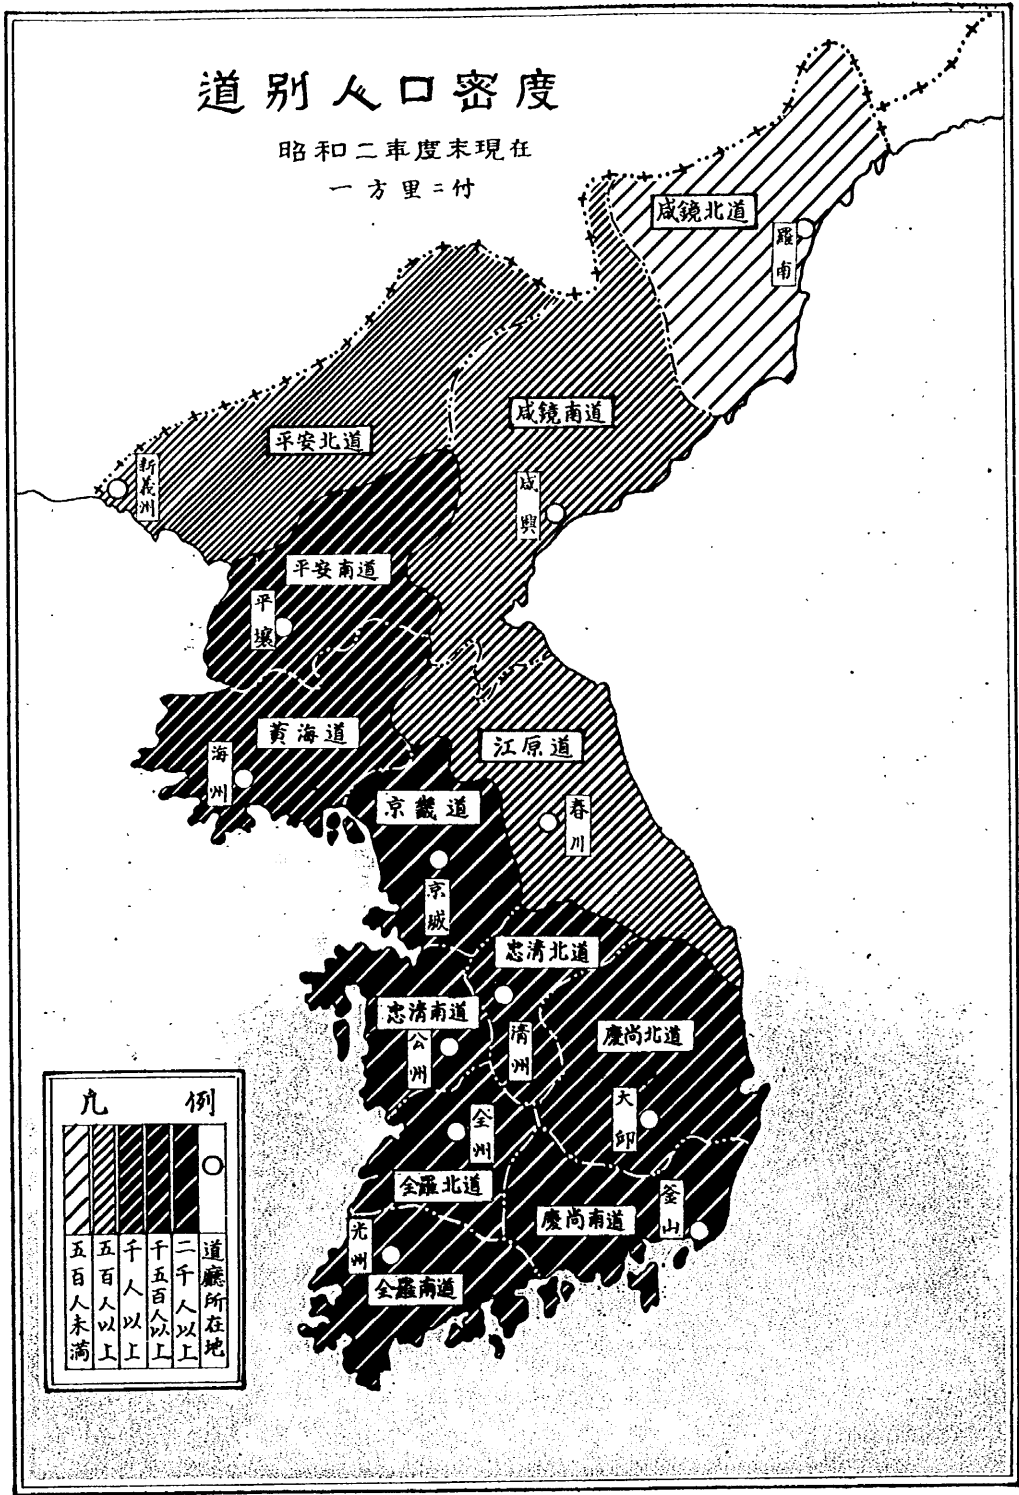 道別人口密度
昭和二年度末現在
一方里ニ付
咸鏡北道
羅南
咸鏡南道
平安北道
新義州
咸興
平安南道
平壤
黃海道
海州
江原道
京畿道
春川
京城
忠清北道
忠清南道
公州
清州
慶尚北道
大邱
全州
全羅北道
釜山
慶尚南道
光州
全羅南道
凡例
五百人未満
五百人以上
千人以上
千五百人以上
二千人以上
道廳所在地